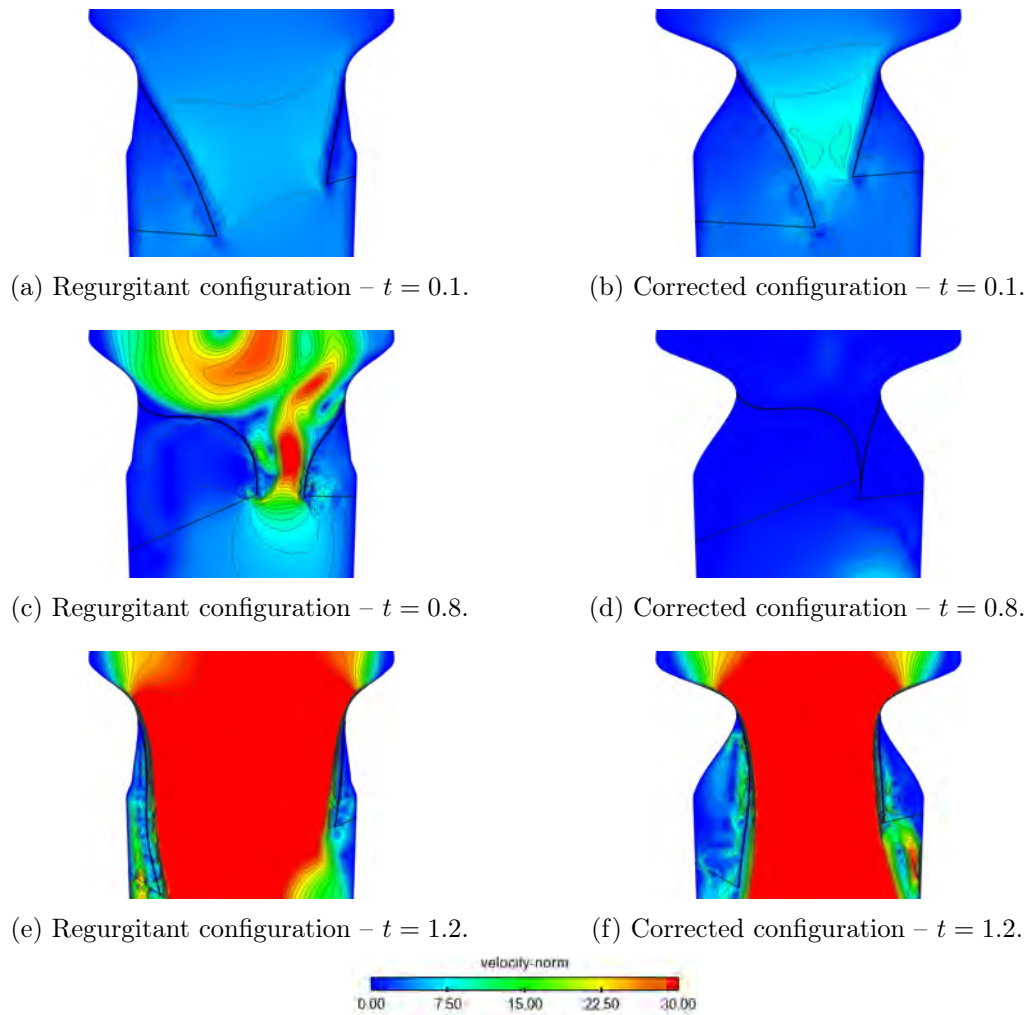 (a) Regurgitant configuration – t = 0.1.
(b) Corrected configuration – t = 0.1.
(c) Regurgitant configuration – t = 0.8.
(d) Corrected configuration – t = 0.8.
(e) Regurgitant configuration – t = 1.2.
(f) Corrected configuration – t = 1.2.
velocity-norm
0.00 7.50 15.00 22.50 30.00